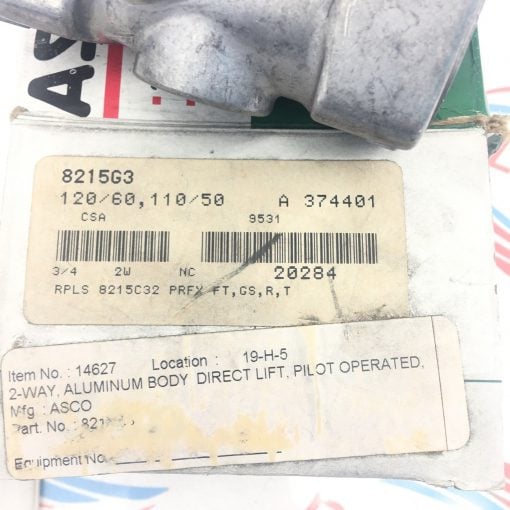 AS
8215G3
120/60,110/50 A 374401
CSA 9531
3/4 2W NC 20284
RPLS 8215C32 PRFX FT,GS,R,T
Item No. : 14627 Location : 19-H-5
2-WAY, ALUMINUM BODY DIRECT LIFT, PILOT OPERATED,
Mfg : ASCO
Part. No. : 821
Equipment No.